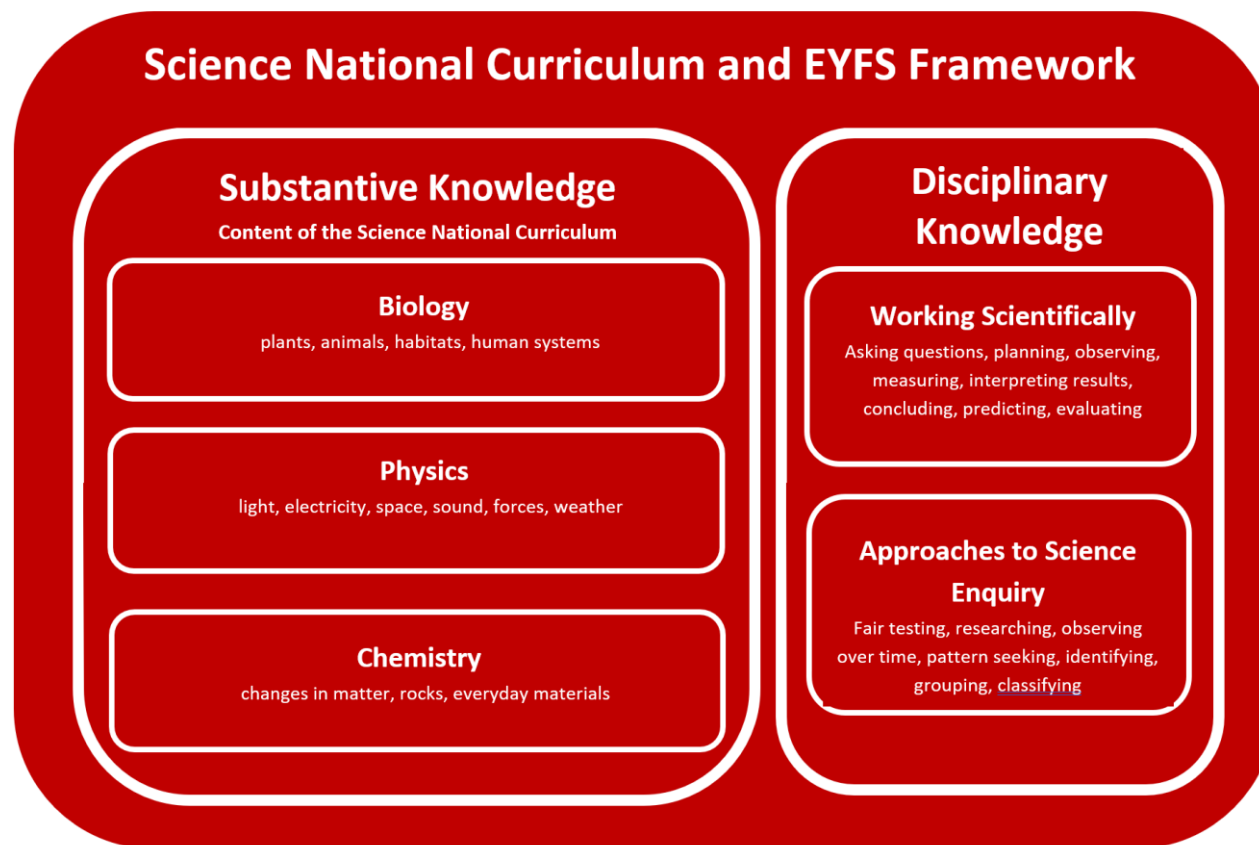 Science National Curriculum and EYFS Framework
Substantive Knowledge
Content of the Science National Curriculum
Biology
plants, animals, habitats, human systems
Physics
light, electricity, space, sound, forces, weather
Chemistry
changes in matter, rocks, everyday materials
Disciplinary
Knowledge
Working Scientifically
Asking questions, planning, observing,
measuring, interpreting results,
concluding, predicting, evaluating
Approaches to Science
Enquiry
Fair testing, researching, observing
over time, pattern seeking, identifying,
grouping, classifying